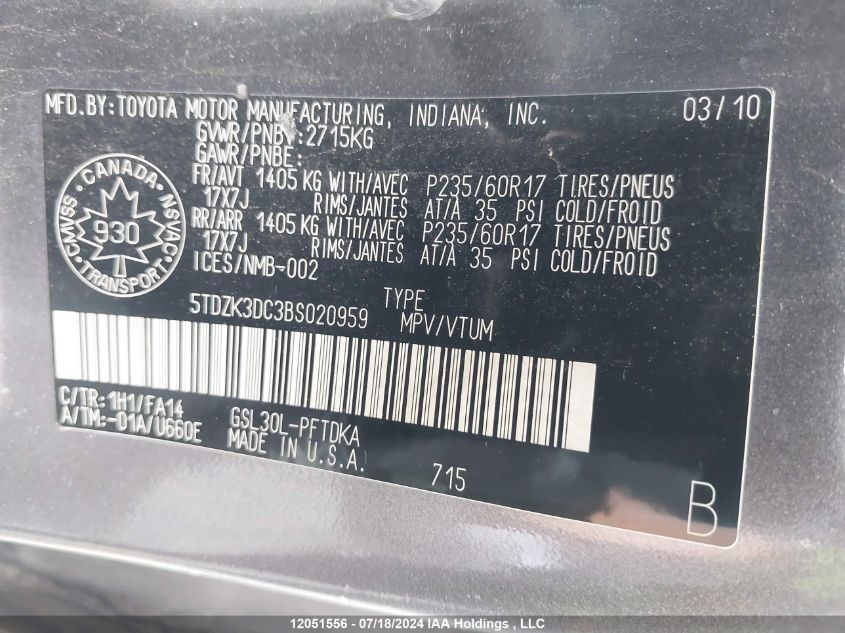 MFD.BY:TOYOTA MOTOR MANUFACTURING, INDIANA, INC. 03/10
GVWR/PNBV:2715KG
GAWR/PNBE:
FR/AVT 1405 KG WITH/AVEC P235/60R17 TIRES/PNEUS
17X7J RIMS/JANTES AT/A 35 PSI COLD/FROID
RR/ARR 1405 KG WITH/AVEC P235/60R17 TIRES/PNEUS
17X7J RIMS/JANTES AT/A 35 PSI COLD/FROID
ICES/NMB-002
CANADA
CMVSS 930 NSVAC
TRANSPORT
5TDZK3DC3BS020959 TYPE
MPV/VTUM
C/TR:1H1/FA14 GSL30L-PFTDKA
A/TM:-01A/U660E MADE IN U.S.A.
715
B
12051556 - 07/18/2024 IAA Holdings , LLC